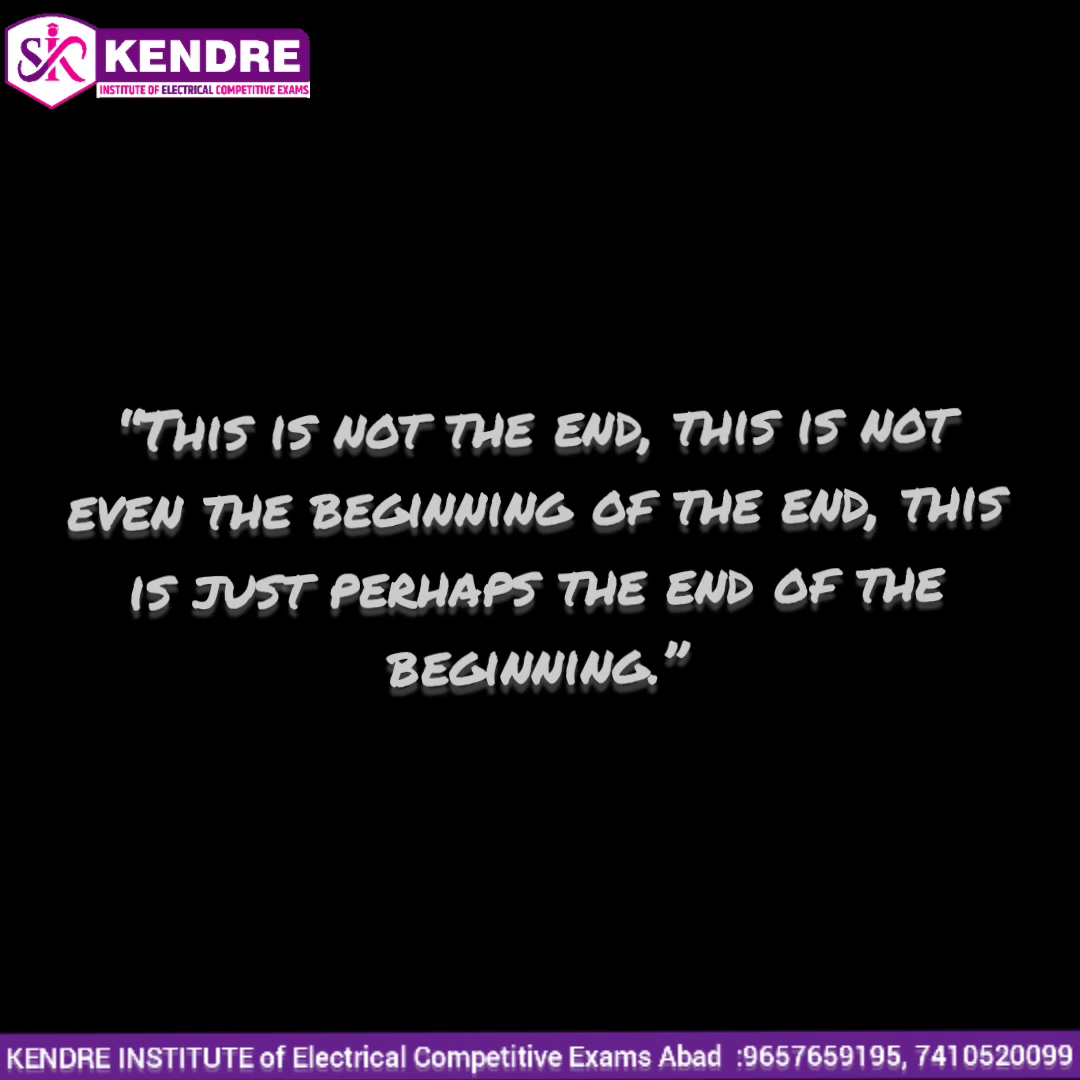 SK KENDRE
INSTITUTE OF ELECTRICAL COMPETITIVE EXAMS
"THIS IS NOT THE END, THIS IS NOT
EVEN THE BEGINNING OF THE END, THIS
IS JUST PERHAPS THE END OF THE
BEGINNING."
KENDRE INSTITUTE of Electrical Competitive Exams Abad :9657659195, 7410520099